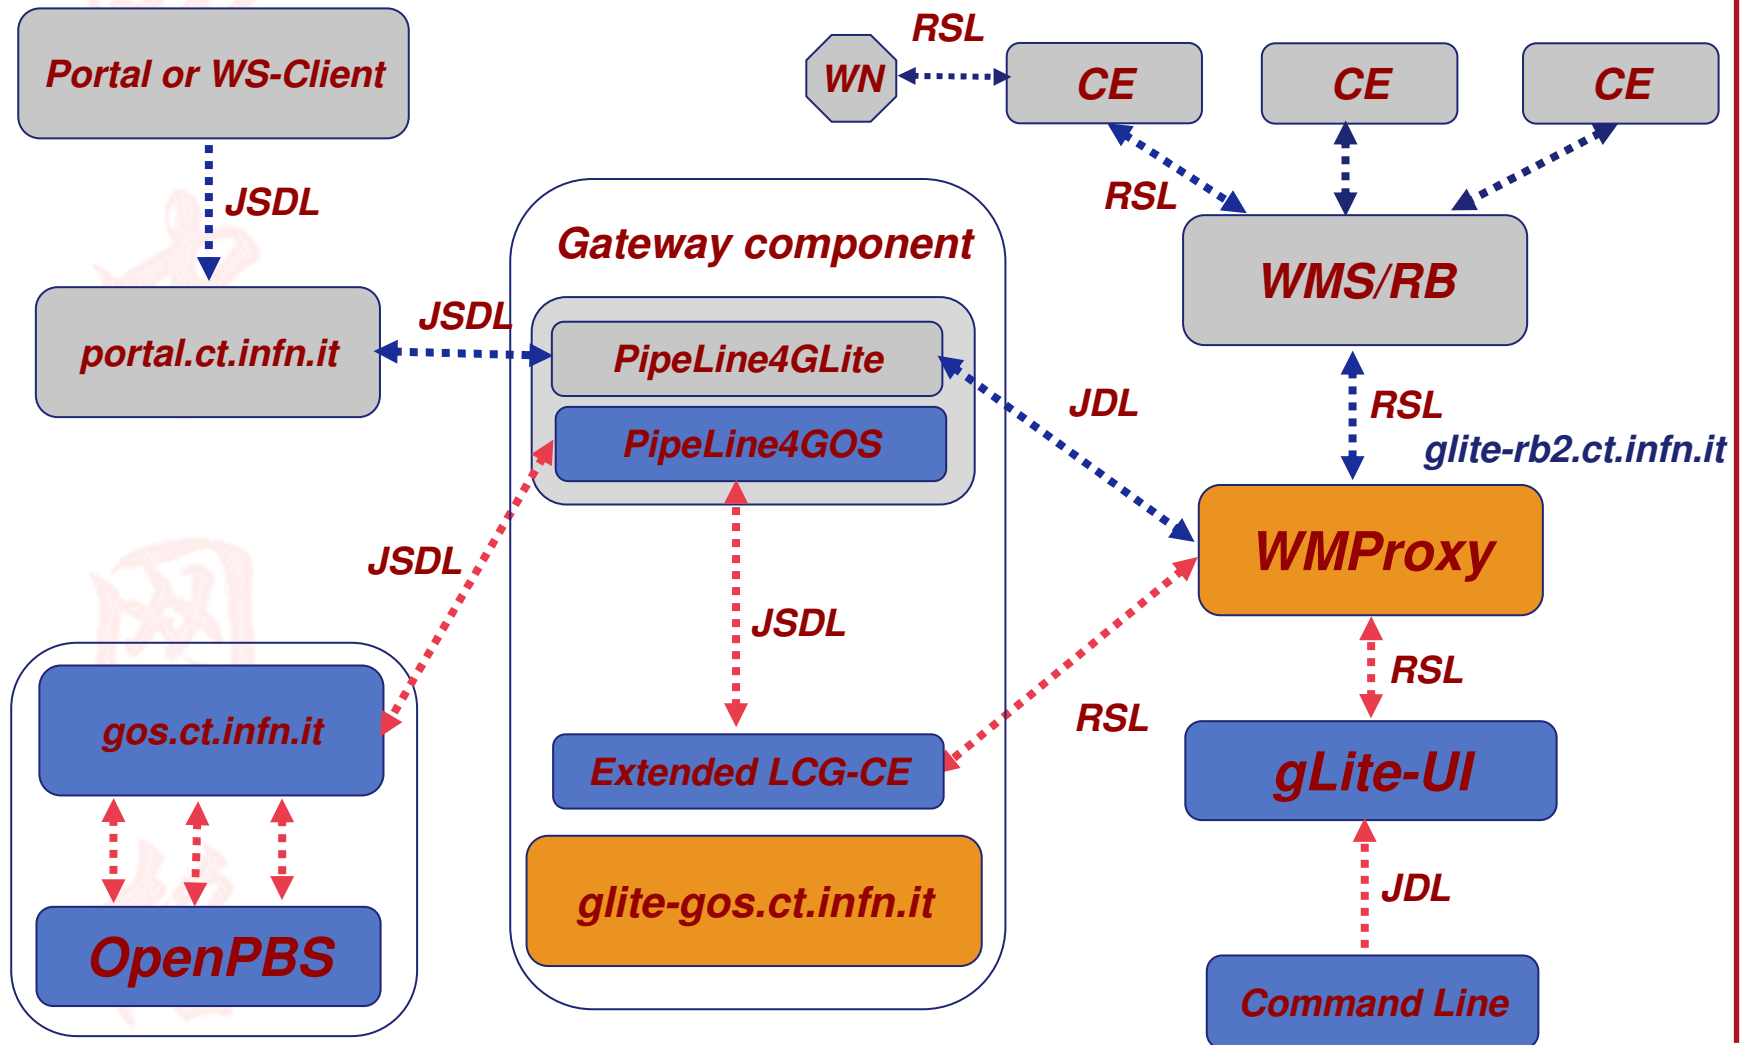 Portal or WS-Client
RSL
WN
CE
CE
CE
JSDL
RSL
Gateway component
WMS/RB
JSDL
portal.ct.infn.it
PipeLine4GLite
JDL
RSL
PipeLine4GOS
glite-rb2.ct.infn.it
JSDL
WMProxy
JSDL
RSL
RSL
gos.ct.infn.it
Extended LCG-CE
gLite-UI
glite-gos.ct.infn.it
JDL
OpenPBS
Command Line